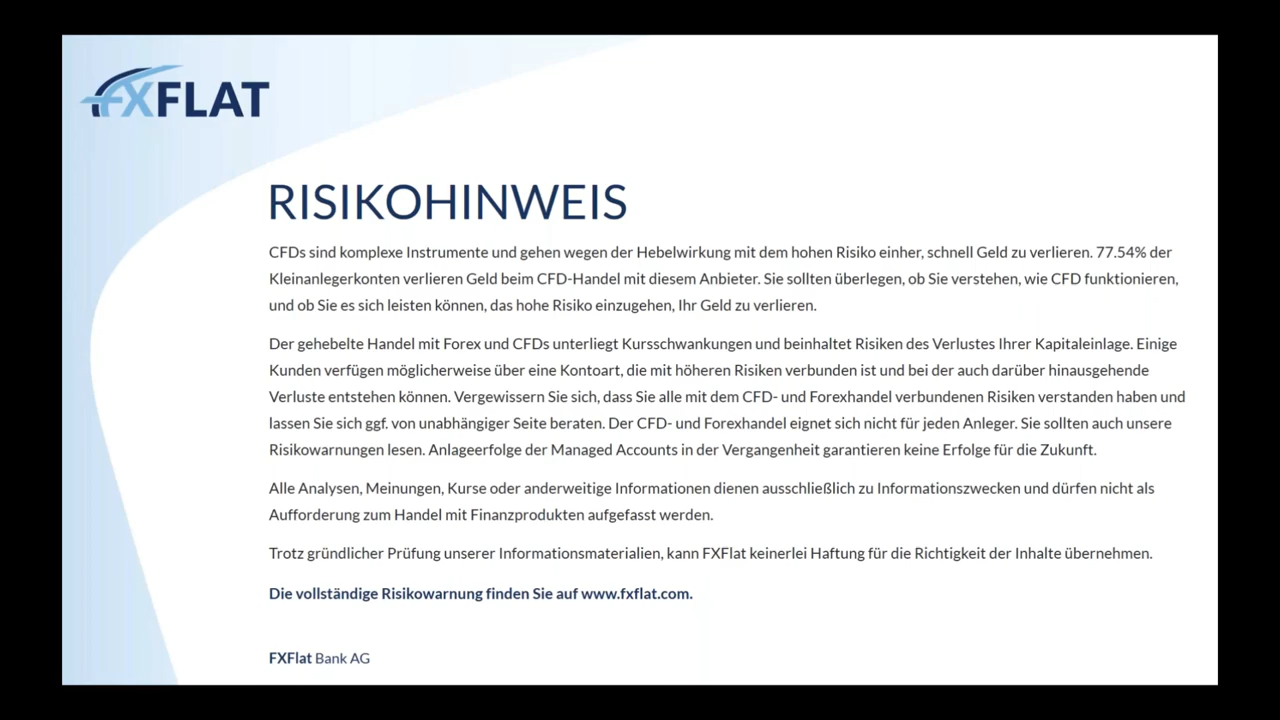 FXFLAT
RISIKOHINWEIS
CFDs sind komplexe Instrumente und gehen wegen der Hebelwirkung mit dem hohen Risiko einher, schnell Geld zu verlieren. 77.54% der
Kleinanlegerkonten verlieren Geld beim CFD-Handel mit diesem Anbieter. Sie sollten überlegen, ob Sie verstehen, wie CFD funktionieren,
und ob Sie es sich leisten können, das hohe Risiko einzugehen, Ihr Geld zu verlieren.
Der gehebelte Handel mit Forex und CFDs unterliegt Kursschwankungen und beinhaltet Risiken des Verlustes Ihrer Kapitaleinlage. Einige
Kunden verfügen möglicherweise über eine Kontoart, die mit höheren Risiken verbunden ist und bei der auch darüber hinausgehende
Verluste entstehen können. Vergewissern Sie sich, dass Sie alle mit dem CFD- und Forexhandel verbundenen Risiken verstanden haben und
lassen Sie sich ggf. von unabhängiger Seite beraten. Der CFD- und Forexhandel eignet sich nicht für jeden Anleger. Sie sollten auch unsere
Risikowarnungen lesen. Anlageerfolge der Managed Accounts in der Vergangenheit garantieren keine Erfolge für die Zukunft.
Alle Analysen, Meinungen, Kurse oder anderweitige Informationen dienen ausschließlich zu Informationszwecken und dürfen nicht als
Aufforderung zum Handel mit Finanzprodukten aufgefasst werden.
Trotz gründlicher Prüfung unserer Informationsmaterialien, kann FXFlat keinerlei Haftung für die Richtigkeit der Inhalte übernehmen.
Die vollständige Risikowarnung finden Sie auf www.fxflat.com.
FXFlat Bank AG